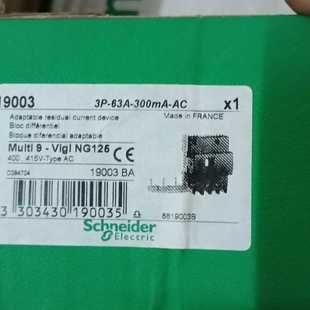 19003 3P-63A-300mA-AC x1
Adaptable residual current device
Made in FRANCE
Bloc différentiel
Bloque diferencial adaptable
Multi 9 - Vigi NG125 CE
400...415V-Type AC
19003 BA
3 303430 190035
Schneider
Electric